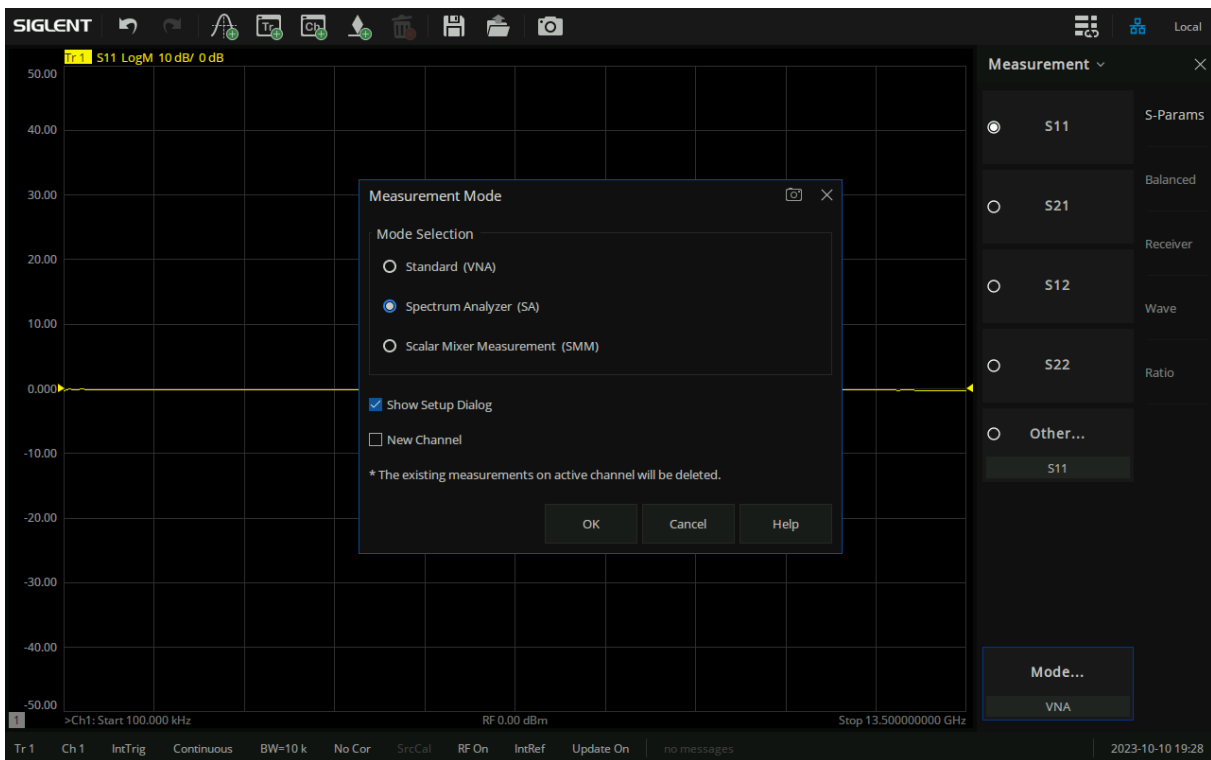 SIGLENT
Tr
Ch
Local
Tr 1 S11 LogM 10 dB/ 0 dB
50.00
40.00
30.00
20.00
10.00
0.000
-10.00
-20.00
-30.00
-40.00
-50.00
1 >Ch1: Start 100.000 kHz RF 0.00 dBm Stop 13.500000000 GHz
Measurement Mode
Mode Selection
Standard (VNA)
Spectrum Analyzer (SA)
Scalar Mixer Measurement (SMM)
Show Setup Dialog
New Channel
* The existing measurements on active channel will be deleted.
OK Cancel Help
Measurement
S11
S21
S12
S22
Other...
S11
Mode...
VNA
S-Params
Balanced
Receiver
Wave
Ratio
Tr 1 Ch 1 IntTrig Continuous BW=10 k No Cor SrcCal RF On IntRef Update On no messages 2023-10-10 19:28